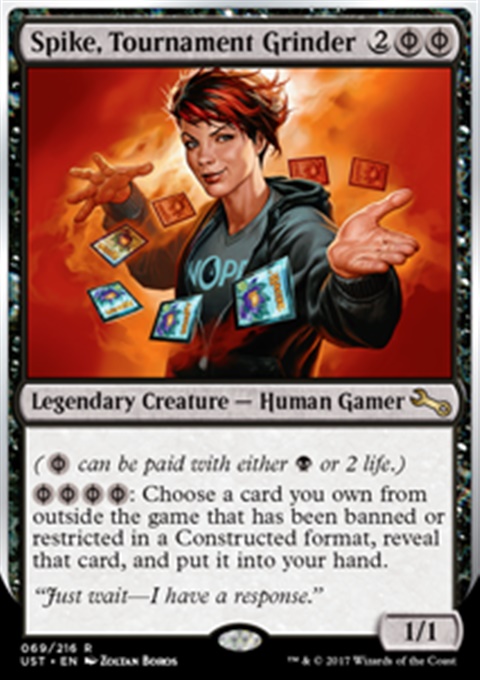 Spike, Tournament Grinder 2
NOPE
Legendary Creature — Human Gamer
( can be paid with either or 2 life.)
: Choose a card you own from
outside the game that has been banned or
restricted in a Constructed format, reveal
that card, and put it into your hand.
“Just wait—I have a response.”
1/1
069/216 R
UST • EN Zoltan Boros
™ & © 2017 Wizards of the Coast